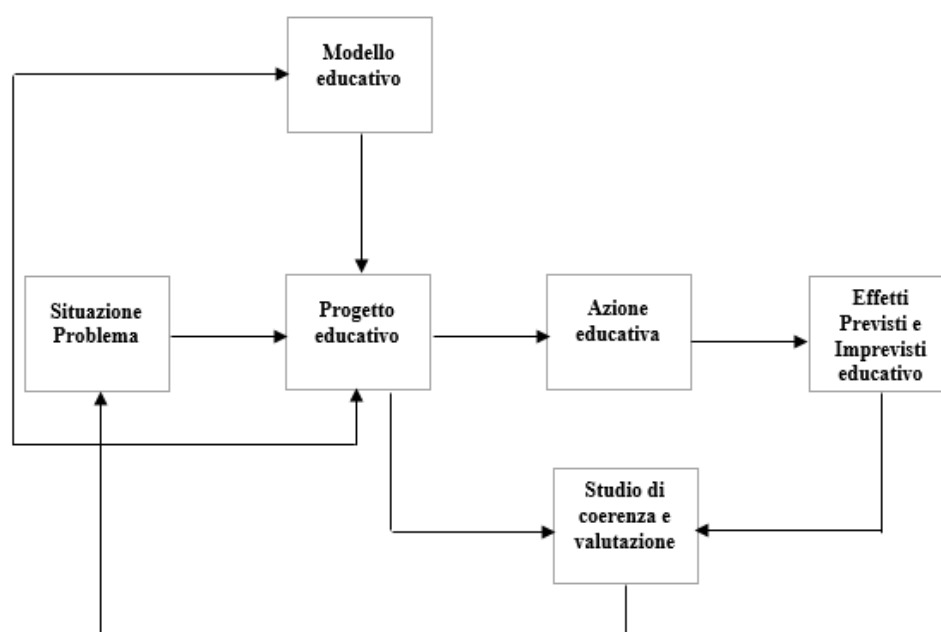 Modello
educativo
Situazione
Problema
Progetto
educativo
Azione
educativa
Effetti
Previsti e
Imprevisti
educativo
Studio di
coerenza e
valutazione